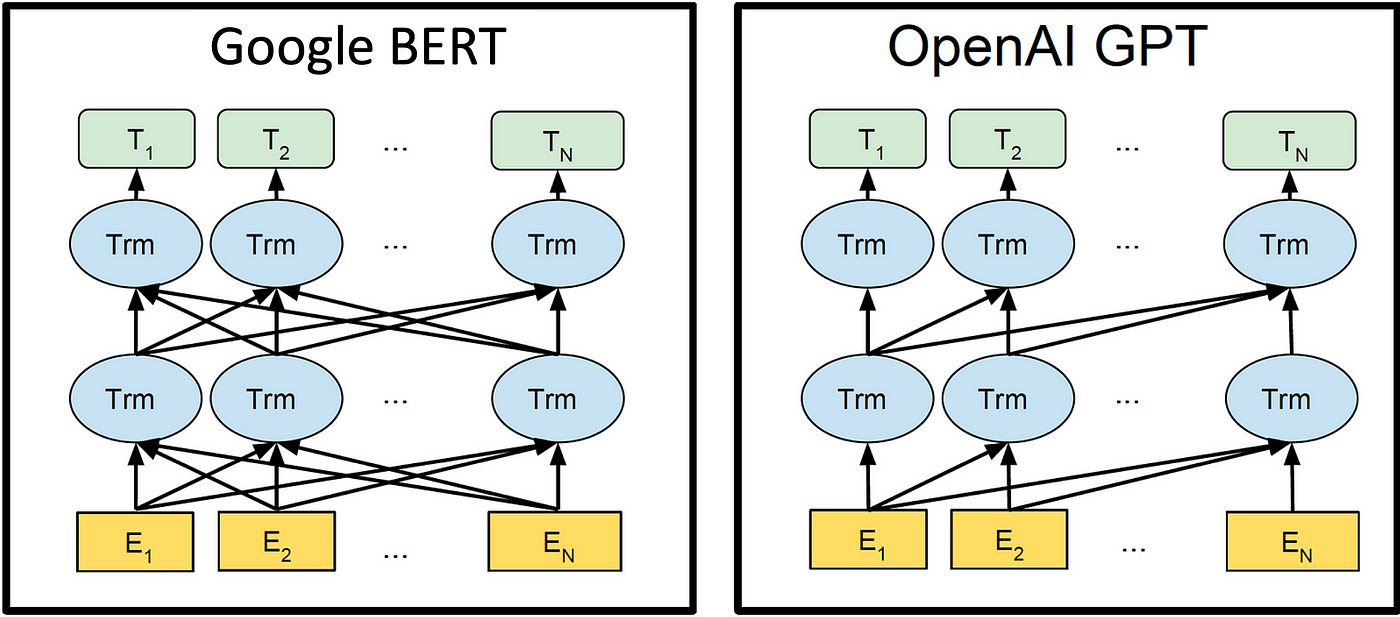 Google BERT
T1 T2 ... TN
Trm Trm ... Trm
Trm Trm ... Trm
E1 E2 ... EN
OpenAI GPT
T1 T2 ... TN
Trm Trm ... Trm
Trm Trm ... Trm
E1 E2 ... EN